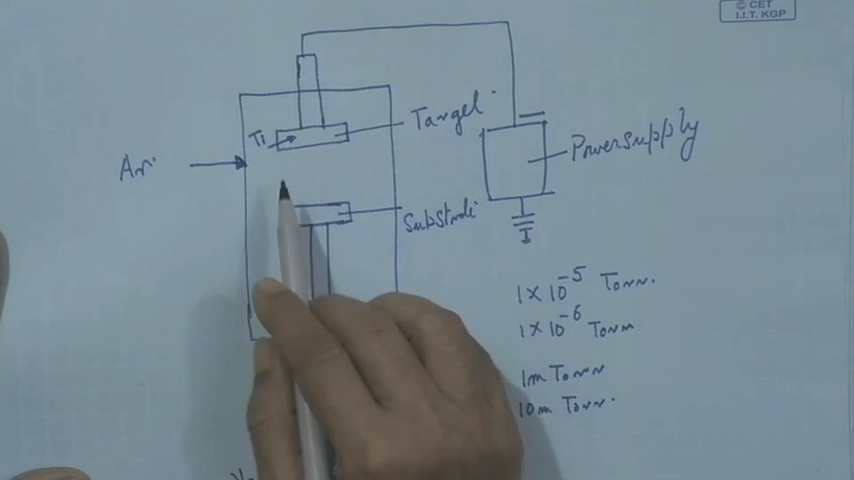 © CET
I.I.T. KGP
Target
Ti
Power supply
Ar
Substrate
1 × 10⁻⁵ Torr.
1 × 10⁻⁶ Torr
1m Torr
10m Torr.